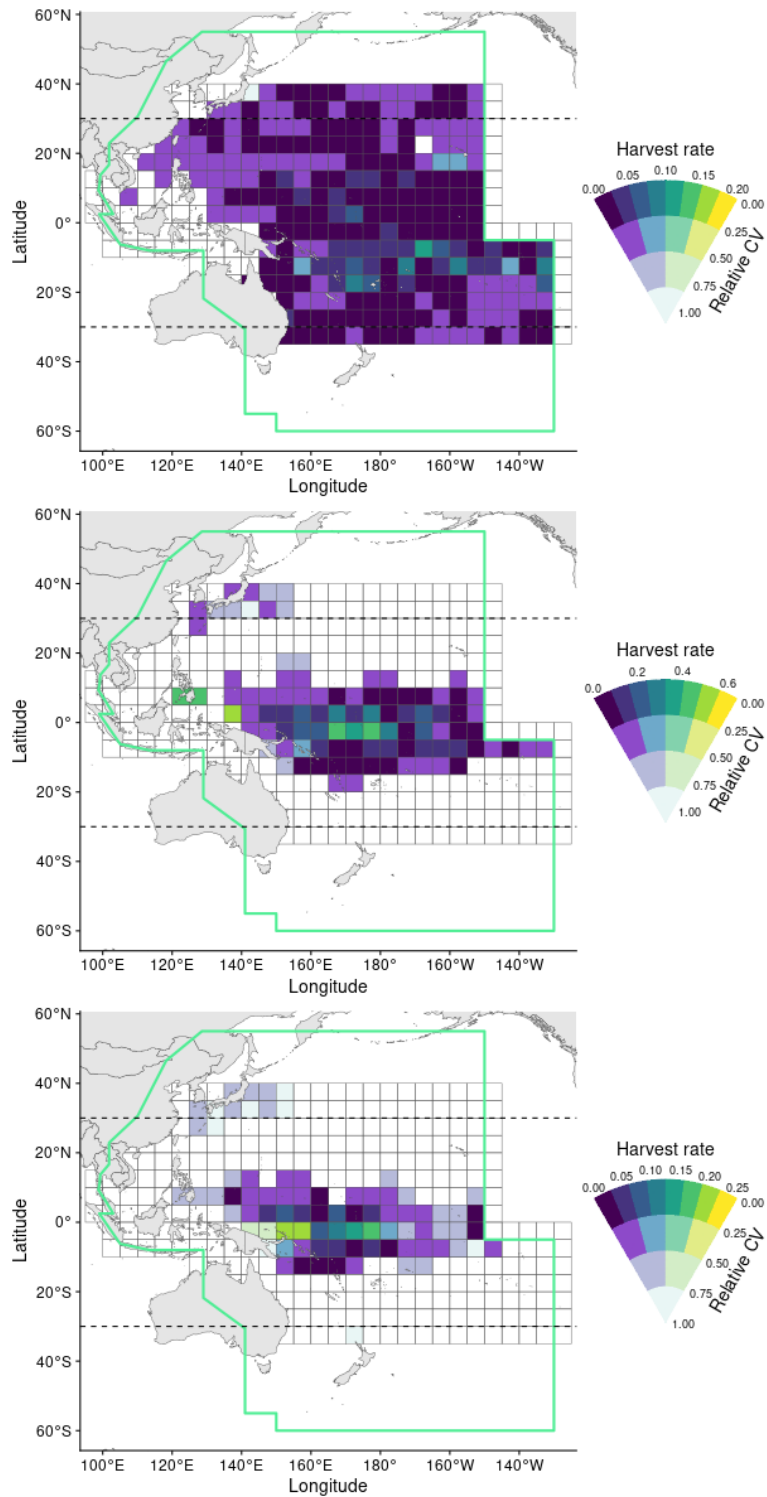 60°N
40°N
20°N
0°
20°S
40°S
60°S
Latitude
100°E 120°E 140°E 160°E 180° 160°W 140°W
Longitude
Harvest rate
0.00 0.05 0.10 0.15 0.20
0.00
0.25
0.50
0.75
1.00
Relative CV
60°N
40°N
20°N
0°
20°S
40°S
60°S
Latitude
100°E 120°E 140°E 160°E 180° 160°W 140°W
Longitude
Harvest rate
0.0 0.2 0.4 0.6
0.00
0.25
0.50
0.75
1.00
Relative CV
60°N
40°N
20°N
0°
20°S
40°S
60°S
Latitude
100°E 120°E 140°E 160°E 180° 160°W 140°W
Longitude
Harvest rate
0.00 0.05 0.10 0.15 0.20 0.25
0.00
0.25
0.50
0.75
1.00
Relative CV